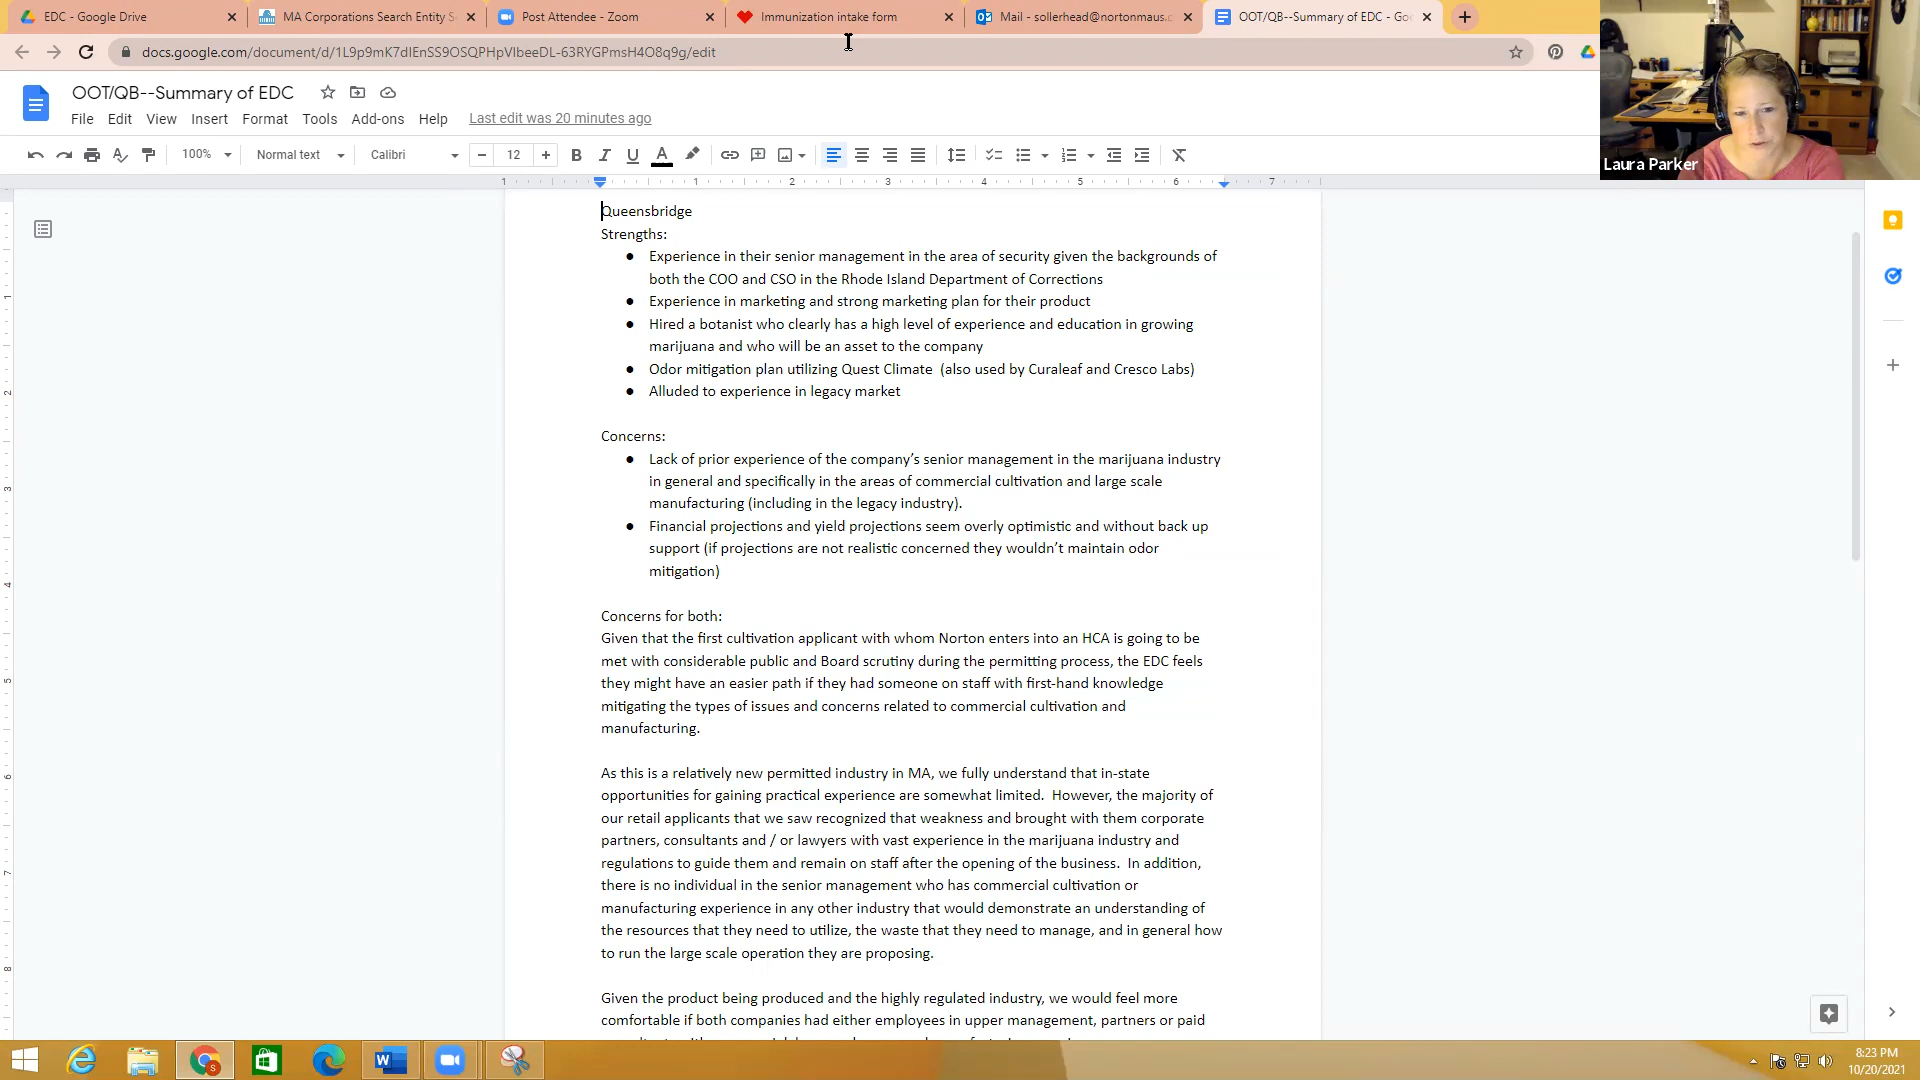 EDC - Google Drive
MA Corporations Search Entity S
Post Attendee - Zoom
Immunization intake form
Mail - sollerhead@nortonmaus.c
OOT/QB--Summary of EDC - Go
docs.google.com/document/d/1L9p9mK7dIEnSS9OSQPHpVIbeeDL-63RYGPmsH4O8q9g/edit
OOT/QB--Summary of EDC
File Edit View Insert Format Tools Add-ons Help Last edit was 20 minutes ago
100% Normal text Calibri 12
Laura Parker
Queensbridge
Strengths:
● Experience in their senior management in the area of security given the backgrounds of
both the COO and CSO in the Rhode Island Department of Corrections
● Experience in marketing and strong marketing plan for their product
● Hired a botanist who clearly has a high level of experience and education in growing
marijuana and who will be an asset to the company
● Odor mitigation plan utilizing Quest Climate (also used by Curaleaf and Cresco Labs)
● Alluded to experience in legacy market
Concerns:
● Lack of prior experience of the company's senior management in the marijuana industry
in general and specifically in the areas of commercial cultivation and large scale
manufacturing (including in the legacy industry).
● Financial projections and yield projections seem overly optimistic and without back up
support (if projections are not realistic concerned they wouldn't maintain odor
mitigation)
Concerns for both:
Given that the first cultivation applicant with whom Norton enters into an HCA is going to be
met with considerable public and Board scrutiny during the permitting process, the EDC feels
they might have an easier path if they had someone on staff with first-hand knowledge
mitigating the types of issues and concerns related to commercial cultivation and
manufacturing.
As this is a relatively new permitted industry in MA, we fully understand that in-state
opportunities for gaining practical experience are somewhat limited. However, the majority of
our retail applicants that we saw recognized that weakness and brought with them corporate
partners, consultants and / or lawyers with vast experience in the marijuana industry and
regulations to guide them and remain on staff after the opening of the business. In addition,
there is no individual in the senior management who has commercial cultivation or
manufacturing experience in any other industry that would demonstrate an understanding of
the resources that they need to utilize, the waste that they need to manage, and in general how
to run the large scale operation they are proposing.
Given the product being produced and the highly regulated industry, we would feel more
comfortable if both companies had either employees in upper management, partners or paid
8:23 PM
10/20/2021